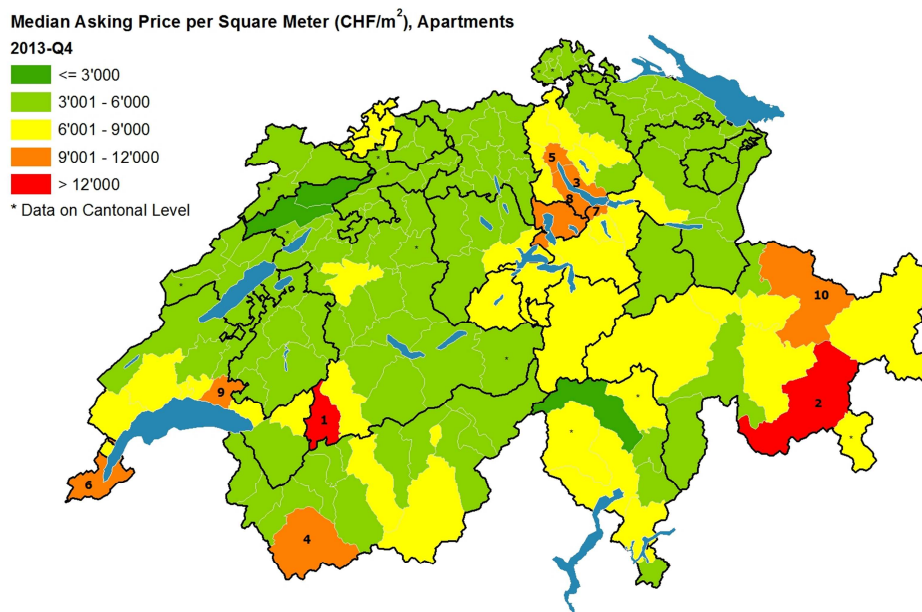 Median Asking Price per Square Meter (CHF/m²), Apartments
2013-Q4
<= 3'000
3'001 - 6'000
6'001 - 9'000
9'001 - 12'000
> 12'000
* Data on Cantonal Level
5
3
8
7
10
9
1
2
6
4